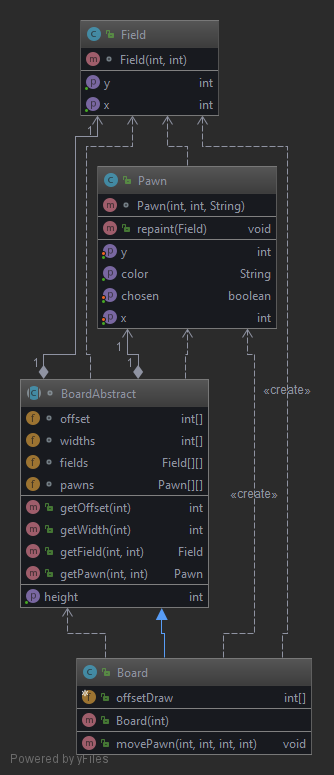 Field
Field(int, int)
y int
x int
1
Pawn
Pawn(int, int, String)
repaint(Field) void
y int
color String
chosen boolean
x int
1 1
«create»
BoardAbstract
offset int[]
widths int[]
fields Field[][]
pawns Pawn[][]
«create»
getOffset(int) int
getWidth(int) int
getField(int, int) Field
getPawn(int, int) Pawn
height int
Board
offsetDraw int[]
Board(int)
movePawn(int, int, int, int) void
Powered by yFiles